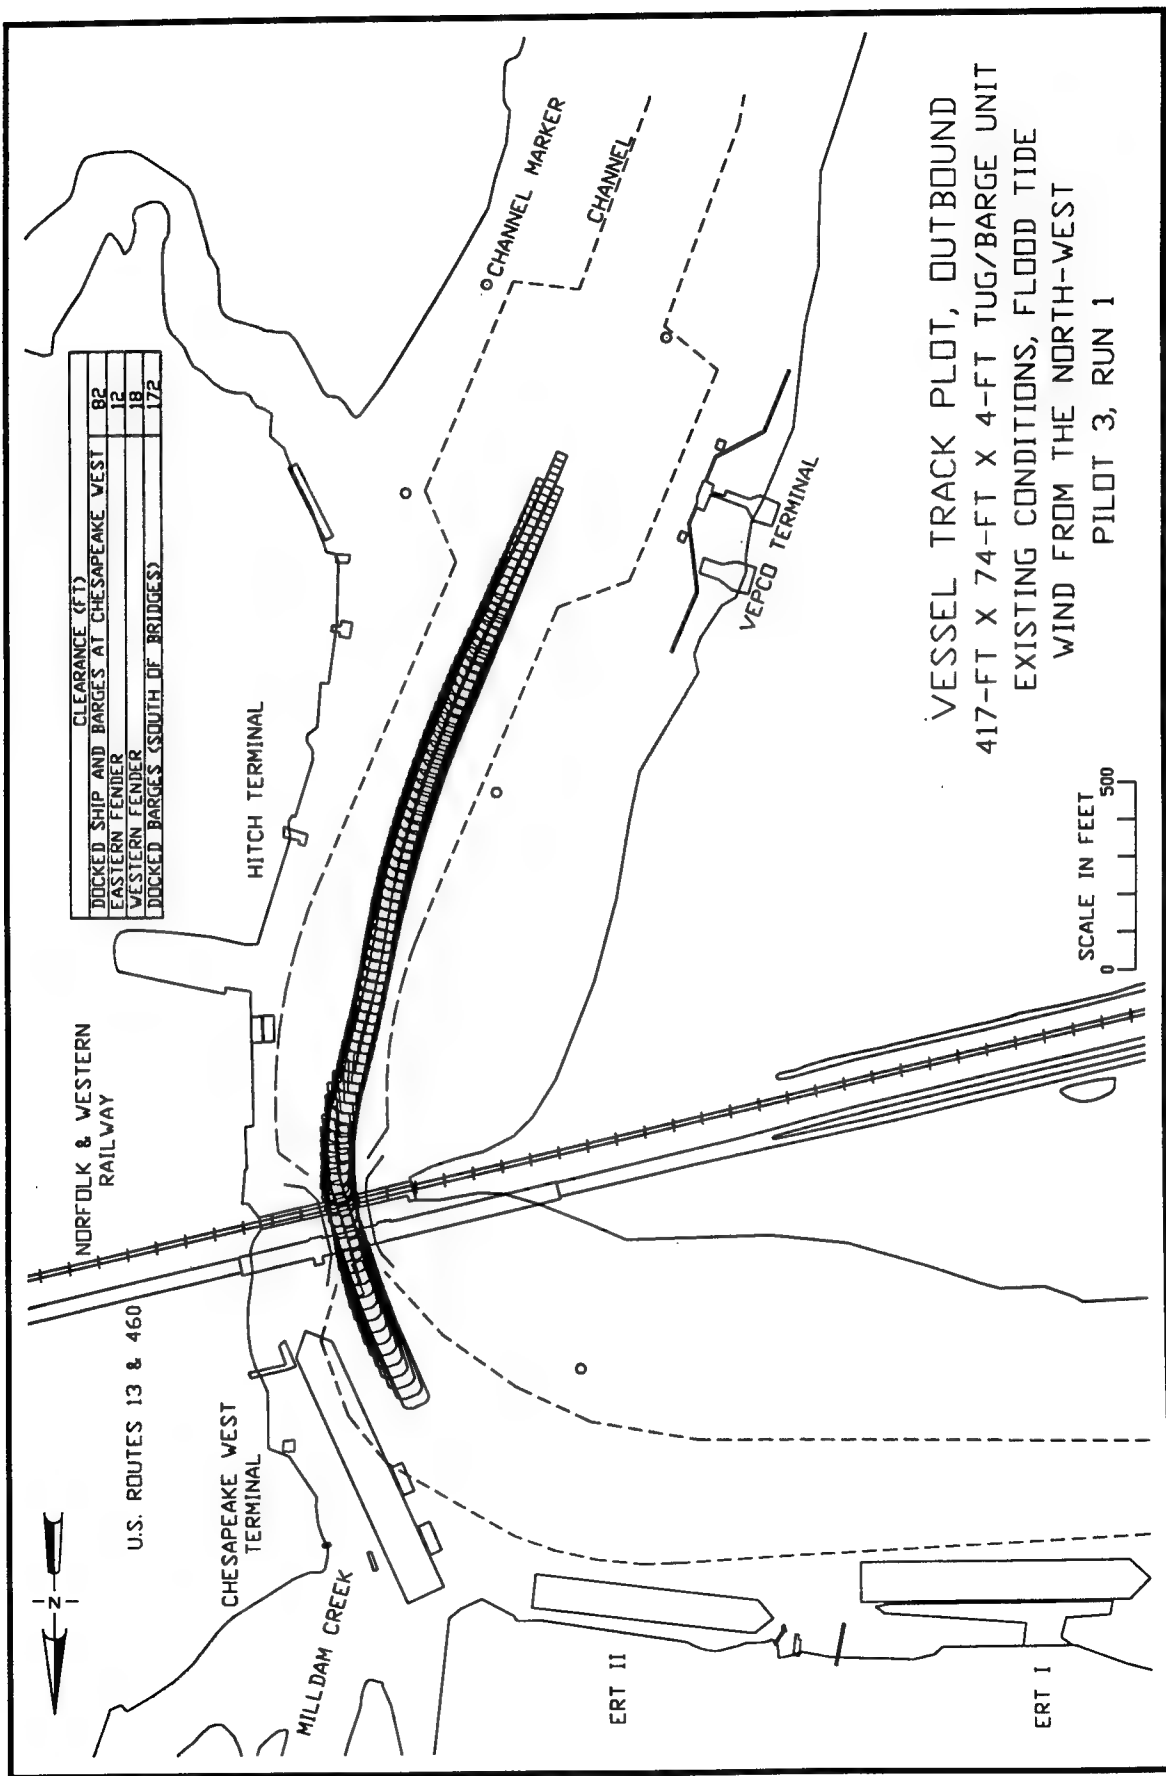 CLEARANCE (FT)
DOCKED SHIP AND BARGES AT CHESAPEAKE WEST 82
EASTERN FENDER 12
WESTERN FENDER 18
DOCKED BARGES (SOUTH OF BRIDGES) 172
N
U.S. ROUTES 13 & 460
NORFOLK & WESTERN
RAILWAY
HITCH TERMINAL
CHESAPEAKE WEST
TERMINAL
MILLDAM CREEK
CHANNEL MARKER
CHANNEL
VEPCO TERMINAL
ERT II
ERT I
SCALE IN FEET
0 500
VESSEL TRACK PLOT, OUTBOUND
417-FT X 74-FT X 4-FT TUG/BARGE UNIT
EXISTING CONDITIONS, FLOOD TIDE
WIND FROM THE NORTH-WEST
PILOT 3, RUN 1